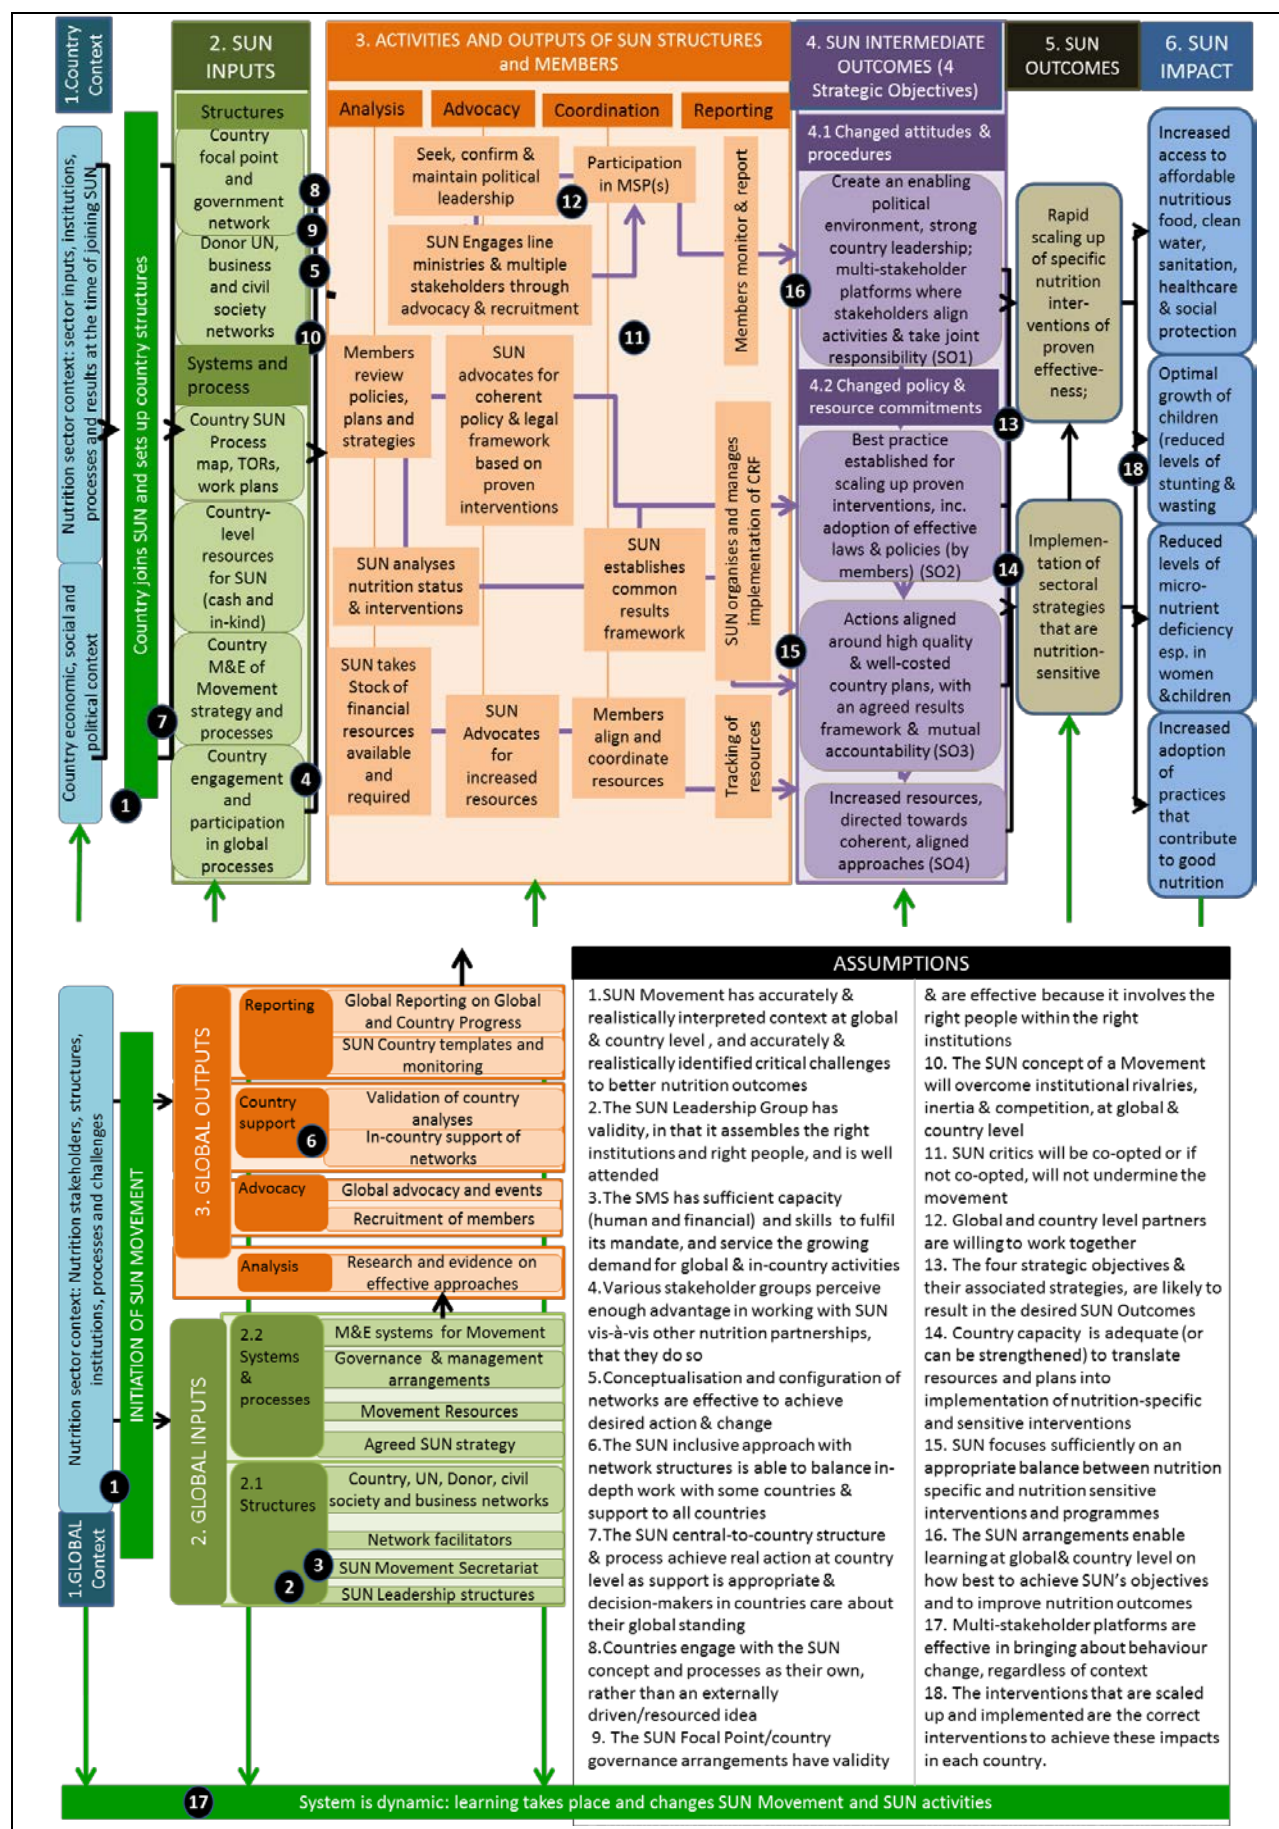 1.Country
Context
Nutrition sector context: sector inputs, institutions,
processes and results at the time of joining SUN
Country economic, social and
political context
Country joins SUN and sets up country structures
1
7
2. SUN
INPUTS
Structures
Country
focal point
and
government
network
Donor UN,
business
and civil
society
networks
Systems and
process
Country SUN
Process
map, TORs,
work plans
Country-
level
resources
for SUN
(cash and
in-kind)
Country
M&E of
Movement
strategy and
processes
Country
engagement
and
participation
in global
processes
8
9
5
10
4
3. ACTIVITIES AND OUTPUTS OF SUN STRUCTURES
and MEMBERS
Analysis
Advocacy
Coordination
Reporting
Seek, confirm &
maintain political
leadership
12
Participation
in MSP(s)
SUN Engages line
ministries & multiple
stakeholders through
advocacy & recruitment
11
Members monitor & report
Members
review
policies,
plans and
strategies
SUN
advocates for
coherent
policy & legal
framework
based on
proven
interventions
SUN analyses
nutrition status
& interventions
SUN
establishes
common
results
framework
SUN organises and manages
implementation of CRF
SUN takes
Stock of
financial
resources
available
and
required
SUN
Advocates
for
increased
resources
Members
align and
coordinate
resources
Tracking of
resources
4. SUN INTERMEDIATE
OUTCOMES (4
Strategic Objectives)
4.1 Changed attitudes &
procedures
Create an enabling
political
environment, strong
country leadership;
multi-stakeholder
platforms where
stakeholders align
activities & take joint
responsibility (SO1)
16
4.2 Changed policy &
resource commitments
Best practice
established for
scaling up proven
interventions, inc.
adoption of effective
laws & policies (by
members) (SO2)
Actions aligned
around high quality
& well-costed
country plans, with
an agreed results
framework & mutual
accountability (SO3)
15
Increased resources,
directed towards
coherent, aligned
approaches (SO4)
13
14
5. SUN
OUTCOMES
Rapid
scaling up
of specific
nutrition
inter-
ventions of
proven
effective-
ness;
Implemen-
tation of
sectoral
strategies
that are
nutrition-
sensitive
18
6. SUN
IMPACT
Increased
access to
affordable
nutritious
food, clean
water,
sanitation,
healthcare
& social
protection
Optimal
growth of
children
(reduced
levels of
stunting &
wasting
Reduced
levels of
micro-
nutrient
deficiency
esp. in
women
&children
Increased
adoption
of
practices
that
contribute
to good
nutrition
Nutrition sector context: Nutrition stakeholders, structures,
institutions, processes and challenges
1.GLOBAL
Context
INITIATION OF SUN MOVEMENT
1
3. GLOBAL OUTPUTS
Reporting
Global Reporting on Global
and Country Progress
SUN Country templates and
monitoring
Country
support
6
Validation of country
analyses
In-country support of
networks
Advocacy
Global advocacy and events
Recruitment of members
Analysis
Research and evidence on
effective approaches
2. GLOBAL INPUTS
2.2
Systems
&
processes
M&E systems for Movement
Governance & management
arrangements
Movement Resources
Agreed SUN strategy
2.1
Structures
Country, UN, Donor, civil
society and business networks
Network facilitators
3
SUN Movement Secretariat
2
SUN Leadership structures
ASSUMPTIONS
1.SUN Movement has accurately &
realistically interpreted context at global
& country level , and accurately &
realistically identified critical challenges
to better nutrition outcomes
2.The SUN Leadership Group has
validity, in that it assembles the right
institutions and right people, and is well
attended
3.The SMS has sufficient capacity
(human and financial) and skills to fulfil
its mandate, and service the growing
demand for global & in-country activities
4.Various stakeholder groups perceive
enough advantage in working with SUN
vis-à-vis other nutrition partnerships,
that they do so
5.Conceptualisation and configuration of
networks are effective to achieve
desired action & change
6.The SUN inclusive approach with
network structures is able to balance in-
depth work with some countries &
support to all countries
7.The SUN central-to-country structure
& process achieve real action at country
level as support is appropriate &
decision-makers in countries care about
their global standing
8.Countries engage with the SUN
concept and processes as their own,
rather than an externally
driven/resourced idea
9. The SUN Focal Point/country
governance arrangements have validity
& are effective because it involves the
right people within the right
institutions
10. The SUN concept of a Movement
will overcome institutional rivalries,
inertia & competition, at global &
country level
11. SUN critics will be co-opted or if
not co-opted, will not undermine the
movement
12. Global and country level partners
are willing to work together
13. The four strategic objectives &
their associated strategies, are likely to
result in the desired SUN Outcomes
14. Country capacity is adequate (or
can be strengthened) to translate
resources and plans into
implementation of nutrition-specific
and sensitive interventions
15. SUN focuses sufficiently on an
appropriate balance between nutrition
specific and nutrition sensitive
interventions and programmes
16. The SUN arrangements enable
learning at global& country level on
how best to achieve SUN's objectives
and to improve nutrition outcomes
17. Multi-stakeholder platforms are
effective in bringing about behaviour
change, regardless of context
18. The interventions that are scaled
up and implemented are the correct
interventions to achieve these impacts
in each country.
17
System is dynamic: learning takes place and changes SUN Movement and SUN activities